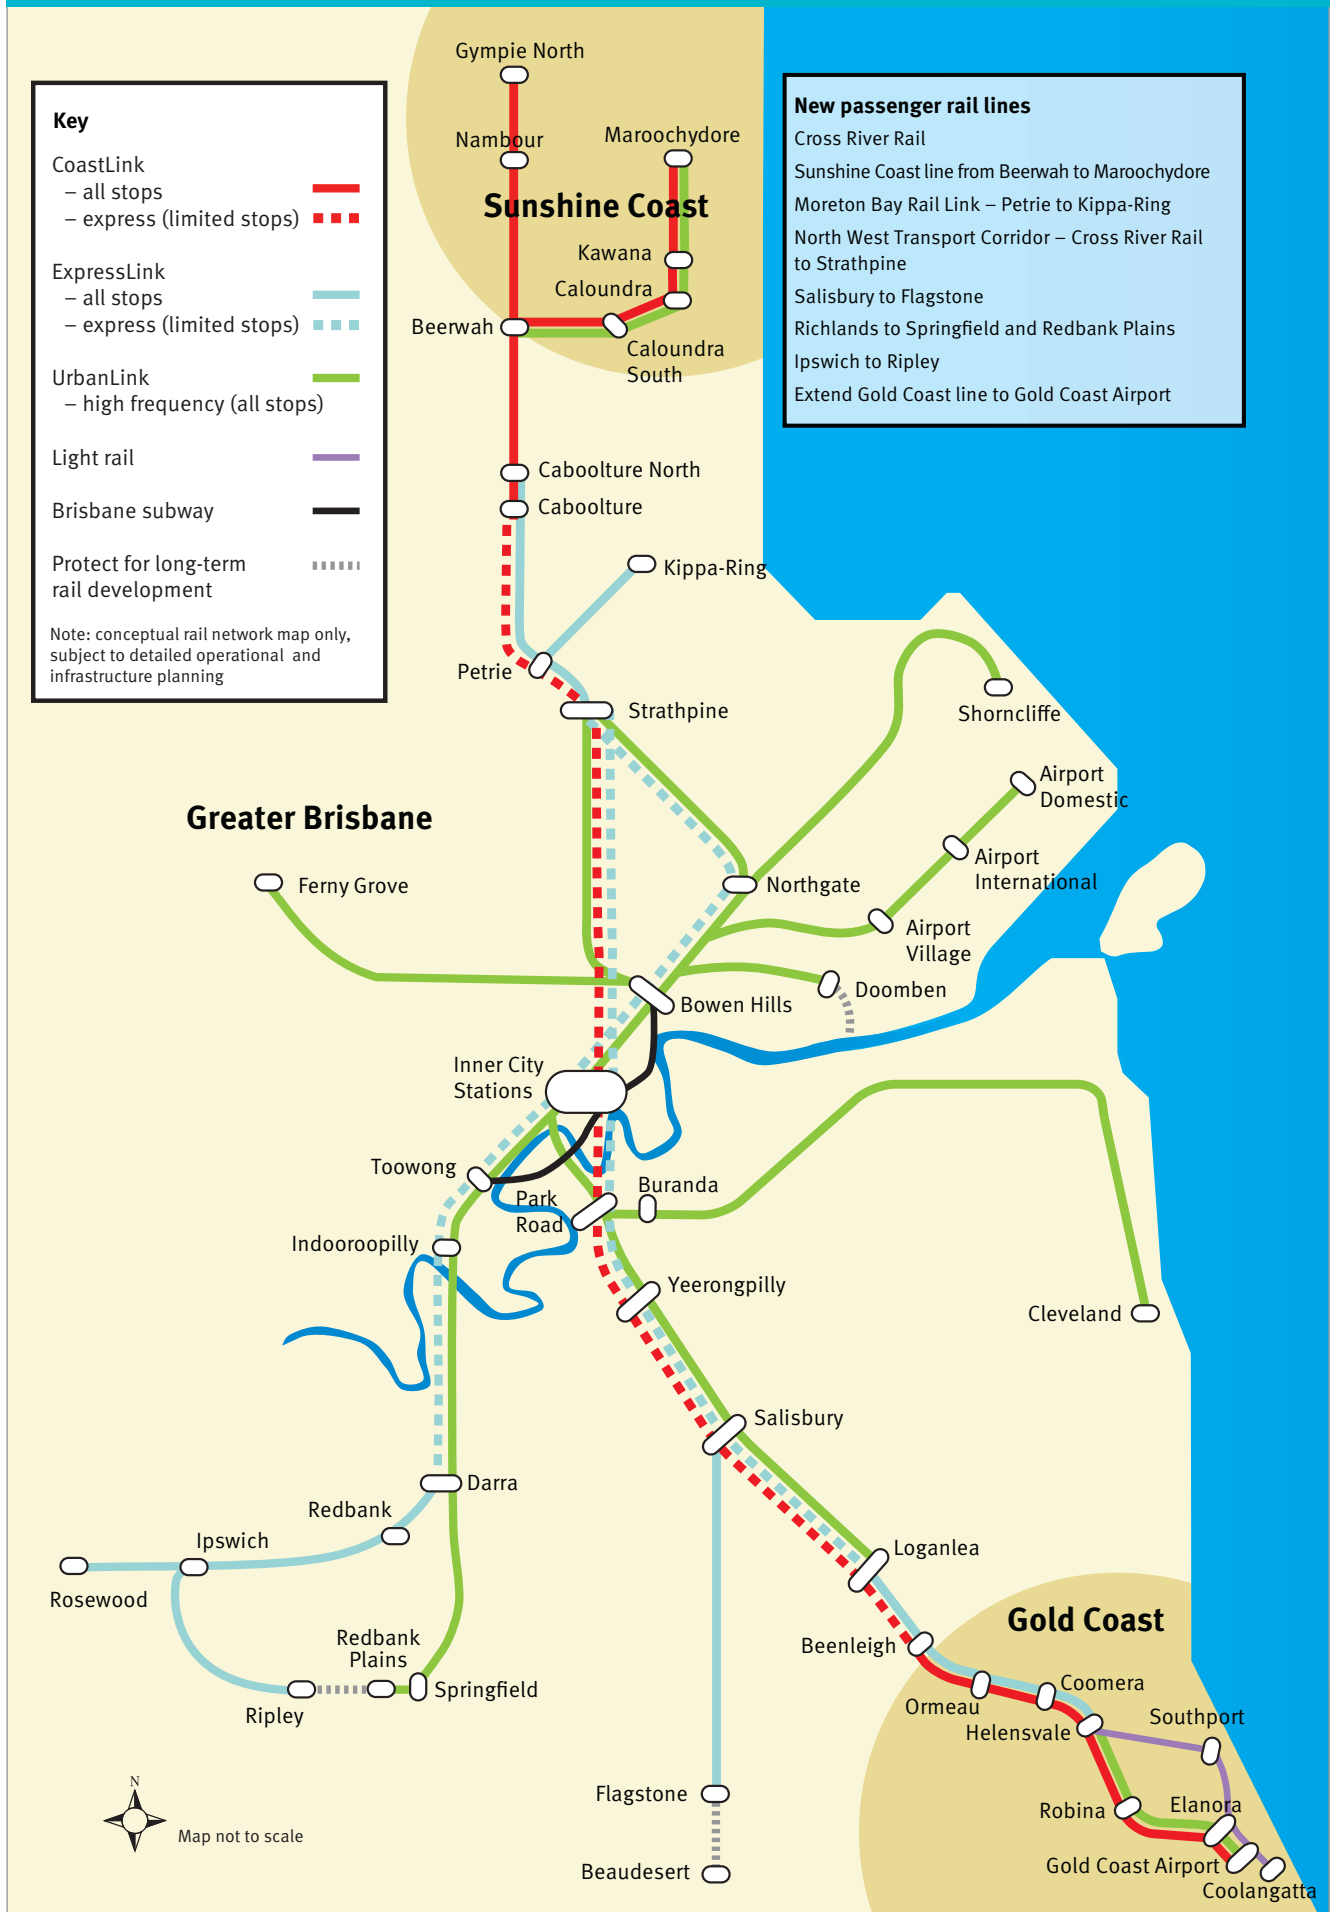 Key
CoastLink
– all stops
– express (limited stops)
ExpressLink
– all stops
– express (limited stops)
UrbanLink
– high frequency (all stops)
Light rail
Brisbane subway
Protect for long-term
rail development
Note: conceptual rail network map only,
subject to detailed operational and
infrastructure planning
New passenger rail lines
Cross River Rail
Sunshine Coast line from Beerwah to Maroochydore
Moreton Bay Rail Link – Petrie to Kippa-Ring
North West Transport Corridor – Cross River Rail
to Strathpine
Salisbury to Flagstone
Richlands to Springfield and Redbank Plains
Ipswich to Ripley
Extend Gold Coast line to Gold Coast Airport
Gympie North
Nambour
Maroochydore
Sunshine Coast
Kawana
Caloundra
Beerwah
Caloundra
South
Caboolture North
Caboolture
Kippa-Ring
Petrie
Strathpine
Shorncliffe
Airport
Domestic
Greater Brisbane
Airport
International
Ferny Grove
Northgate
Airport
Village
Doomben
Bowen Hills
Inner City
Stations
Toowong
Park
Road
Buranda
Indooroopilly
Yeerongpilly
Cleveland
Salisbury
Darra
Redbank
Ipswich
Rosewood
Loganlea
Gold Coast
Beenleigh
Redbank
Plains
Springfield
Ripley
Ormeau
Coomera
Helensvale
Southport
Flagstone
Robina
Elanora
Beaudesert
Gold Coast Airport
Coolangatta
N
Map not to scale